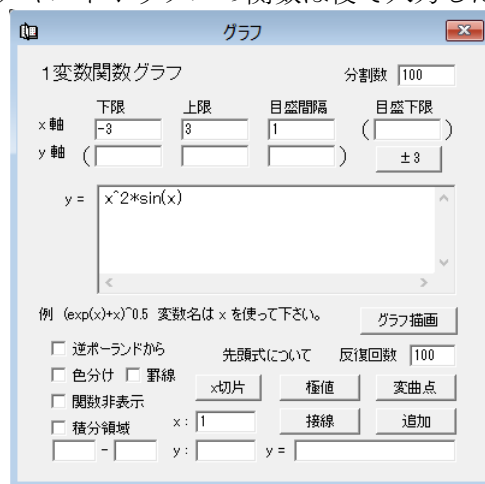 グラフ
1変数関数グラフ 分割数 100
下限 上限 目盛間隔 目盛下限
x軸 -3 3 1 ( )
y軸 ( ) ±3
y = x^2*sin(x)
例 (exp(x)+x)^0.5 変数名は x を使って下さい。 グラフ描画
逆ポーランドから 先頭式について 反復回数 100
色分け 罫線 x切片 極値 変曲点
関数非表示
積分領域 x : 1 接線 追加
- y : y =